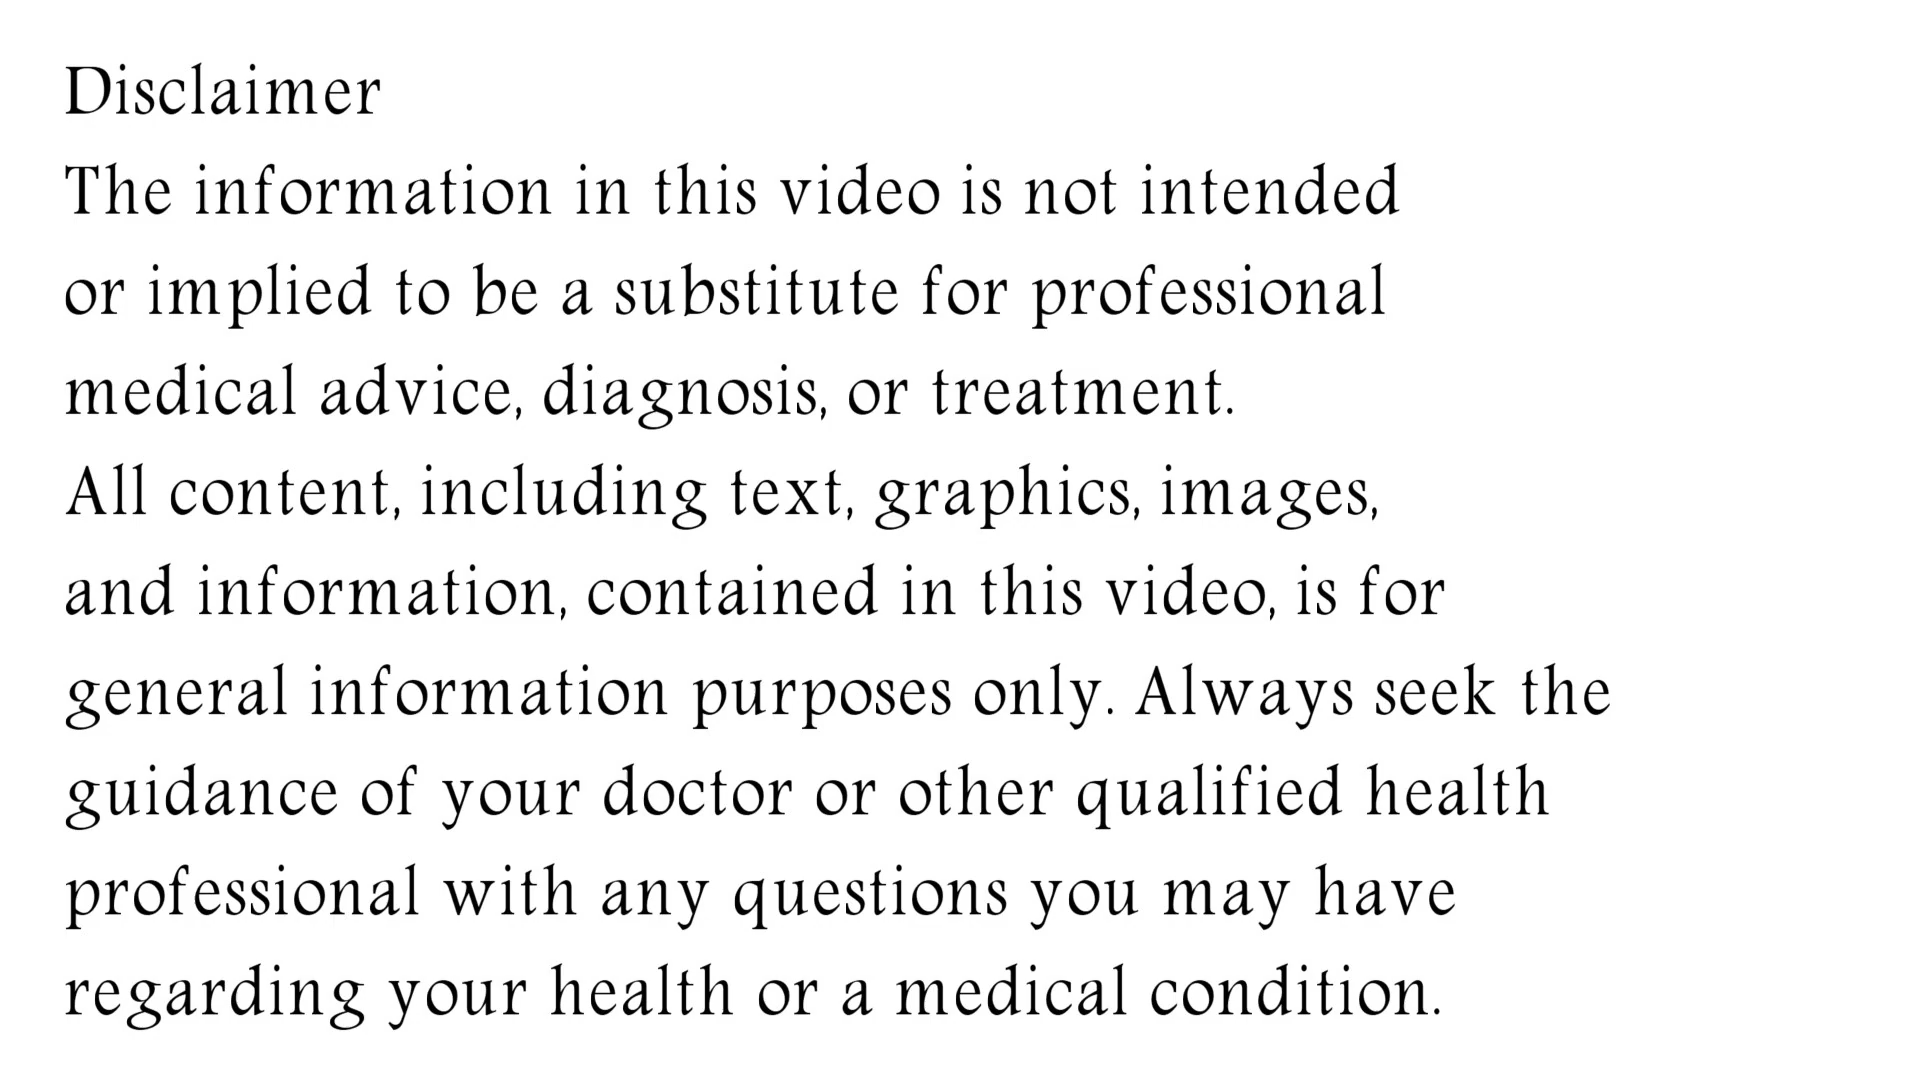 Disclaimer
The information in this video is not intended
or implied to be a substitute for professional
medical advice, diagnosis, or treatment.
All content, including text, graphics, images,
and information, contained in this video, is for
general information purposes only. Always seek the
guidance of your doctor or other qualified health
professional with any questions you may have
regarding your health or a medical condition.